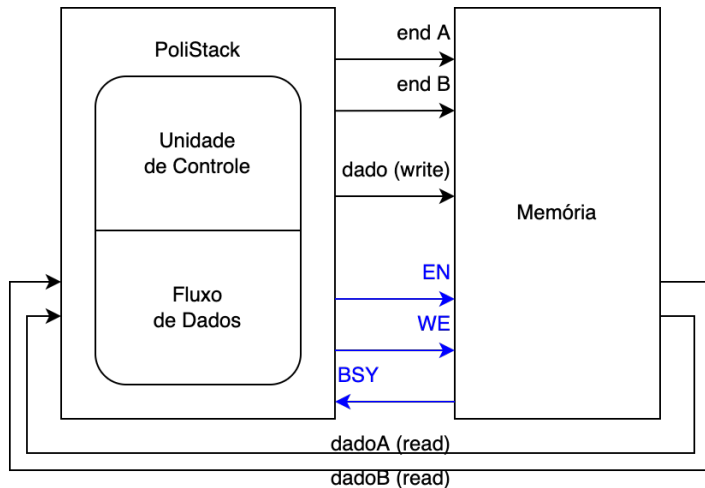 PoliStack
Unidade
de Controle
Fluxo
de Dados
end A
end B
dado (write)
EN
WE
BSY
Memória
dadoA (read)
dadoB (read)